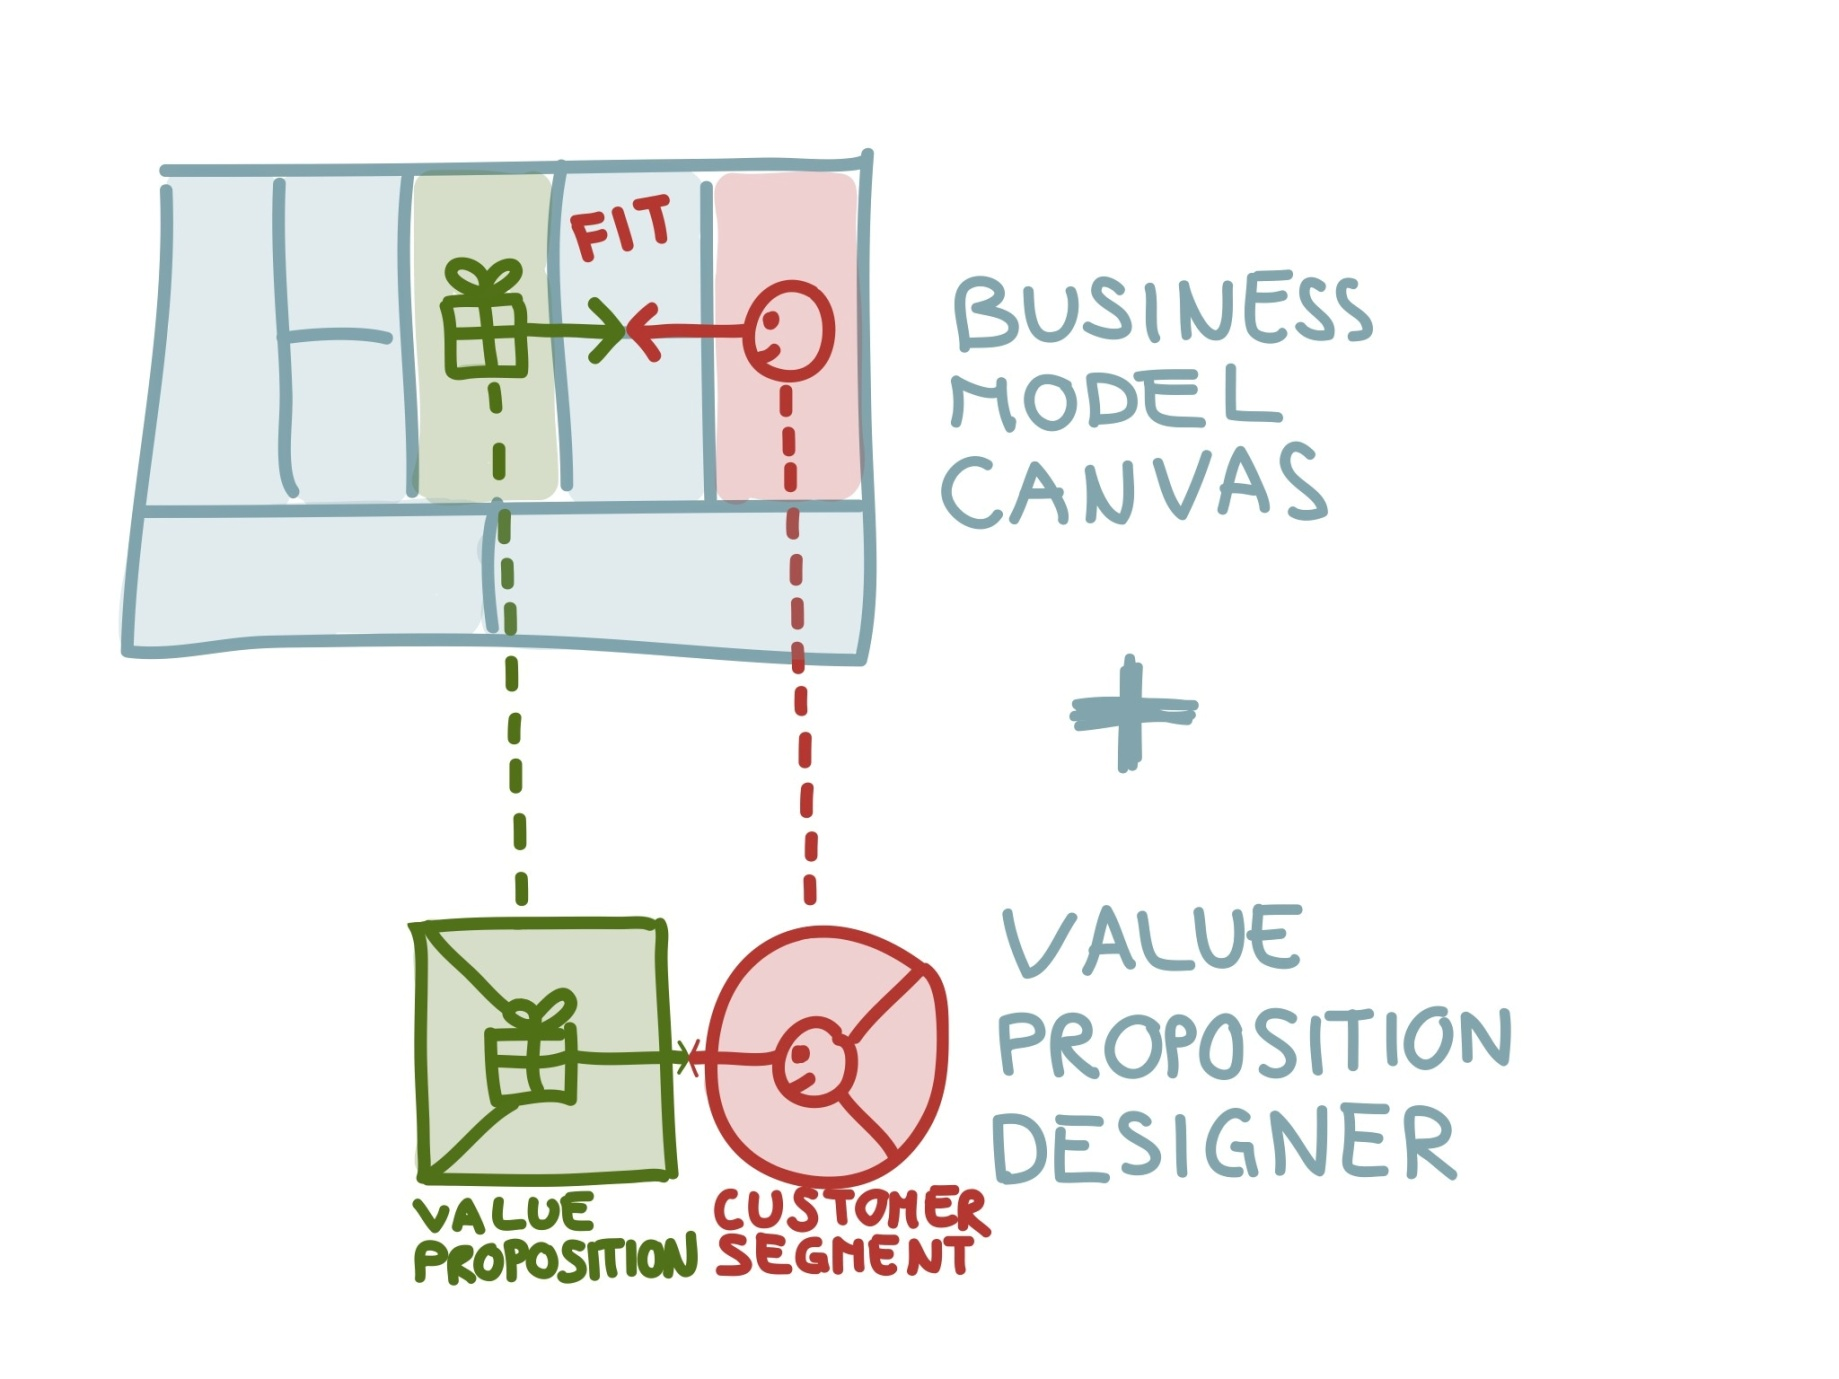 FIT
BUSINESS
MODEL
CANVAS
+
VALUE
PROPOSITION
DESIGNER
VALUE
PROPOSITION
CUSTOMER
SEGMENT